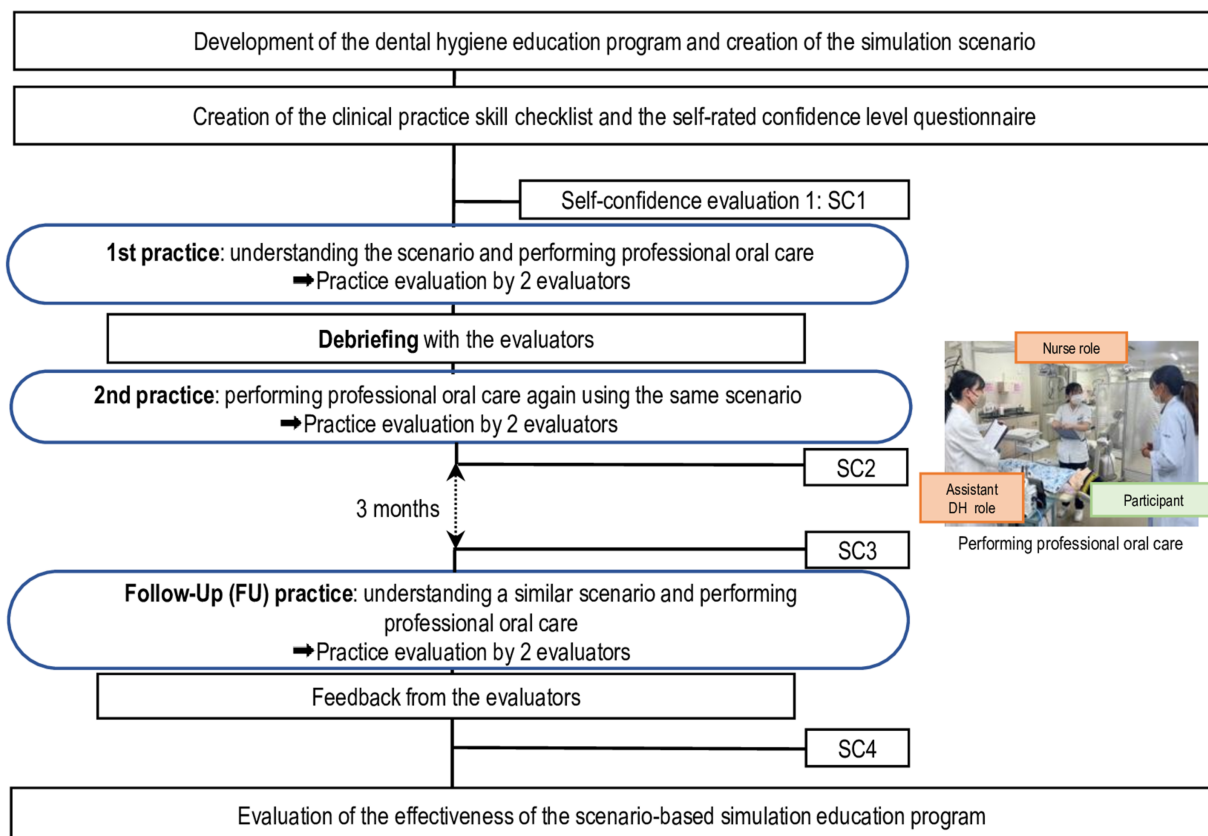 Development of the dental hygiene education program and creation of the simulation scenario
Creation of the clinical practice skill checklist and the self-rated confidence level questionnaire
Self-confidence evaluation 1: SC1
1st practice: understanding the scenario and performing professional oral care
➡Practice evaluation by 2 evaluators
Debriefing with the evaluators
2nd practice: performing professional oral care again using the same scenario
➡Practice evaluation by 2 evaluators
SC2
3 months
SC3
Follow-Up (FU) practice: understanding a similar scenario and performing
professional oral care
➡Practice evaluation by 2 evaluators
Feedback from the evaluators
SC4
Evaluation of the effectiveness of the scenario-based simulation education program
Nurse role
Assistant
DH role
Participant
Performing professional oral care